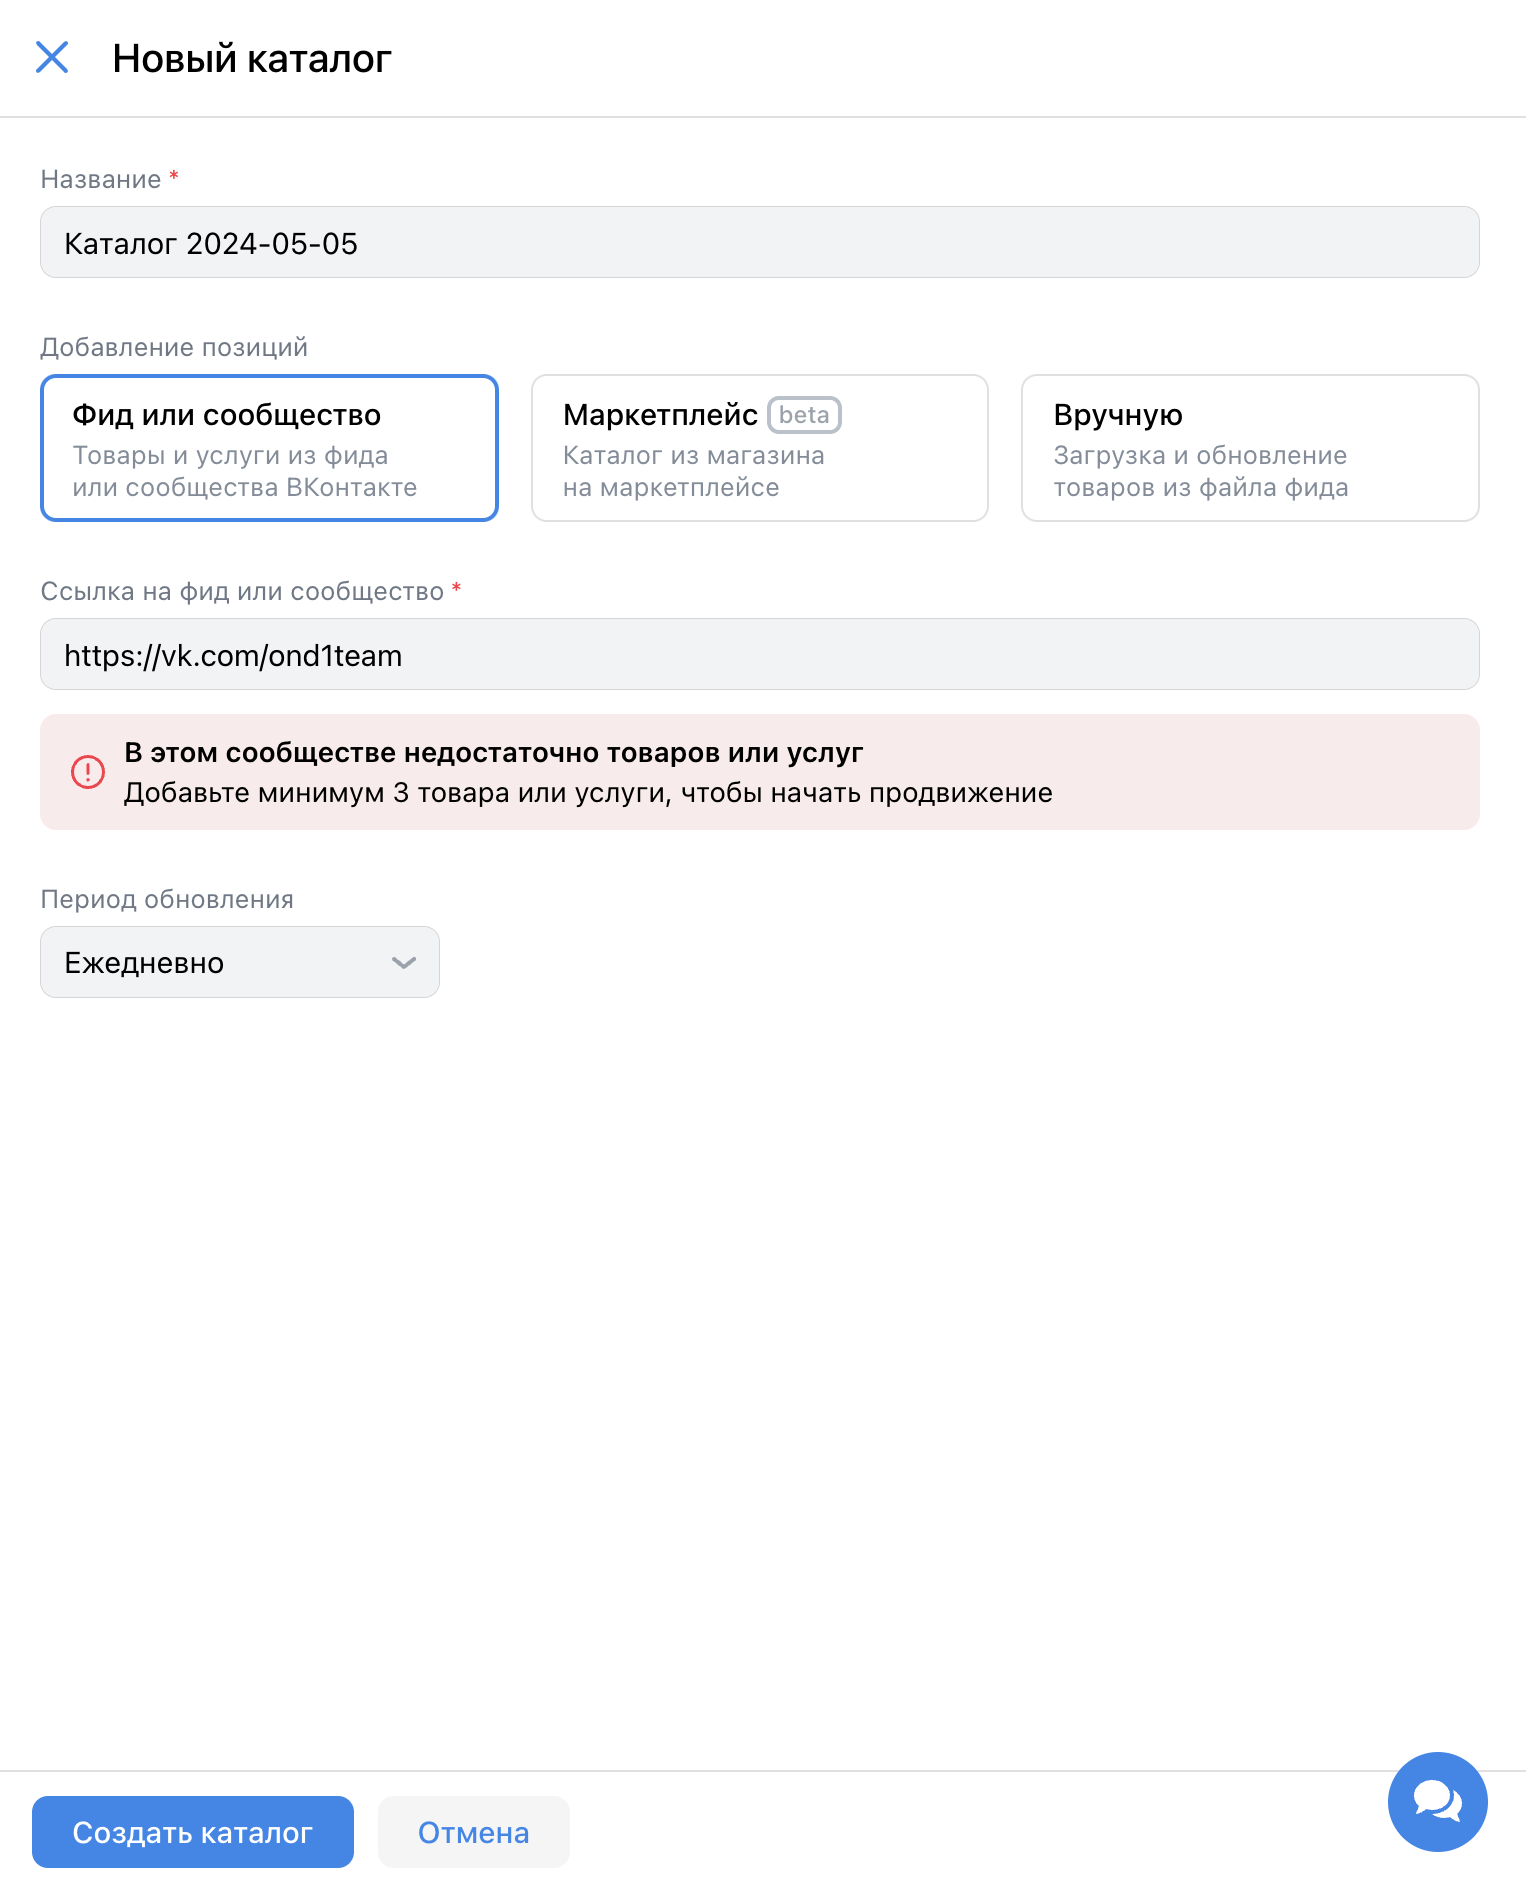 Новый каталог
Название *
Каталог 2024-05-05
Добавление позиций
Фид или сообщество
Товары и услуги из фида
или сообщества ВКонтакте
Маркетплейс beta
Каталог из магазина
на маркетплейсе
Вручную
Загрузка и обновление
товаров из файла фида
Ссылка на фид или сообщество *
https://vk.com/ond1team
В этом сообществе недостаточно товаров или услуг
Добавьте минимум 3 товара или услуги, чтобы начать продвижение
Период обновления
Ежедневно
Создать каталог
Отмена